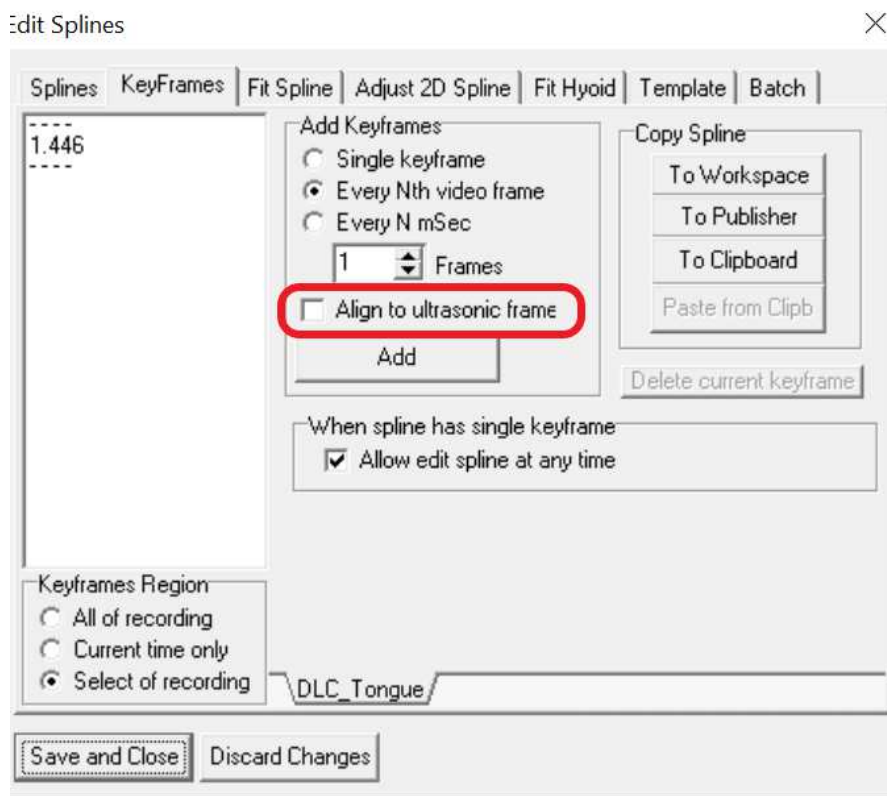 Edit Splines
Splines KeyFrames Fit Spline Adjust 2D Spline Fit Hyoid Template Batch
----
1.446
----
Add Keyframes
Single keyframe
Every Nth video frame
Every N mSec
1 Frames
Align to ultrasonic frame
Add
Copy Spline
To Workspace
To Publisher
To Clipboard
Paste from Clipb
Delete current keyframe
When spline has single keyframe
Allow edit spline at any time
Keyframes Region
All of recording
Current time only
Select of recording
DLC_Tongue
Save and Close Discard Changes